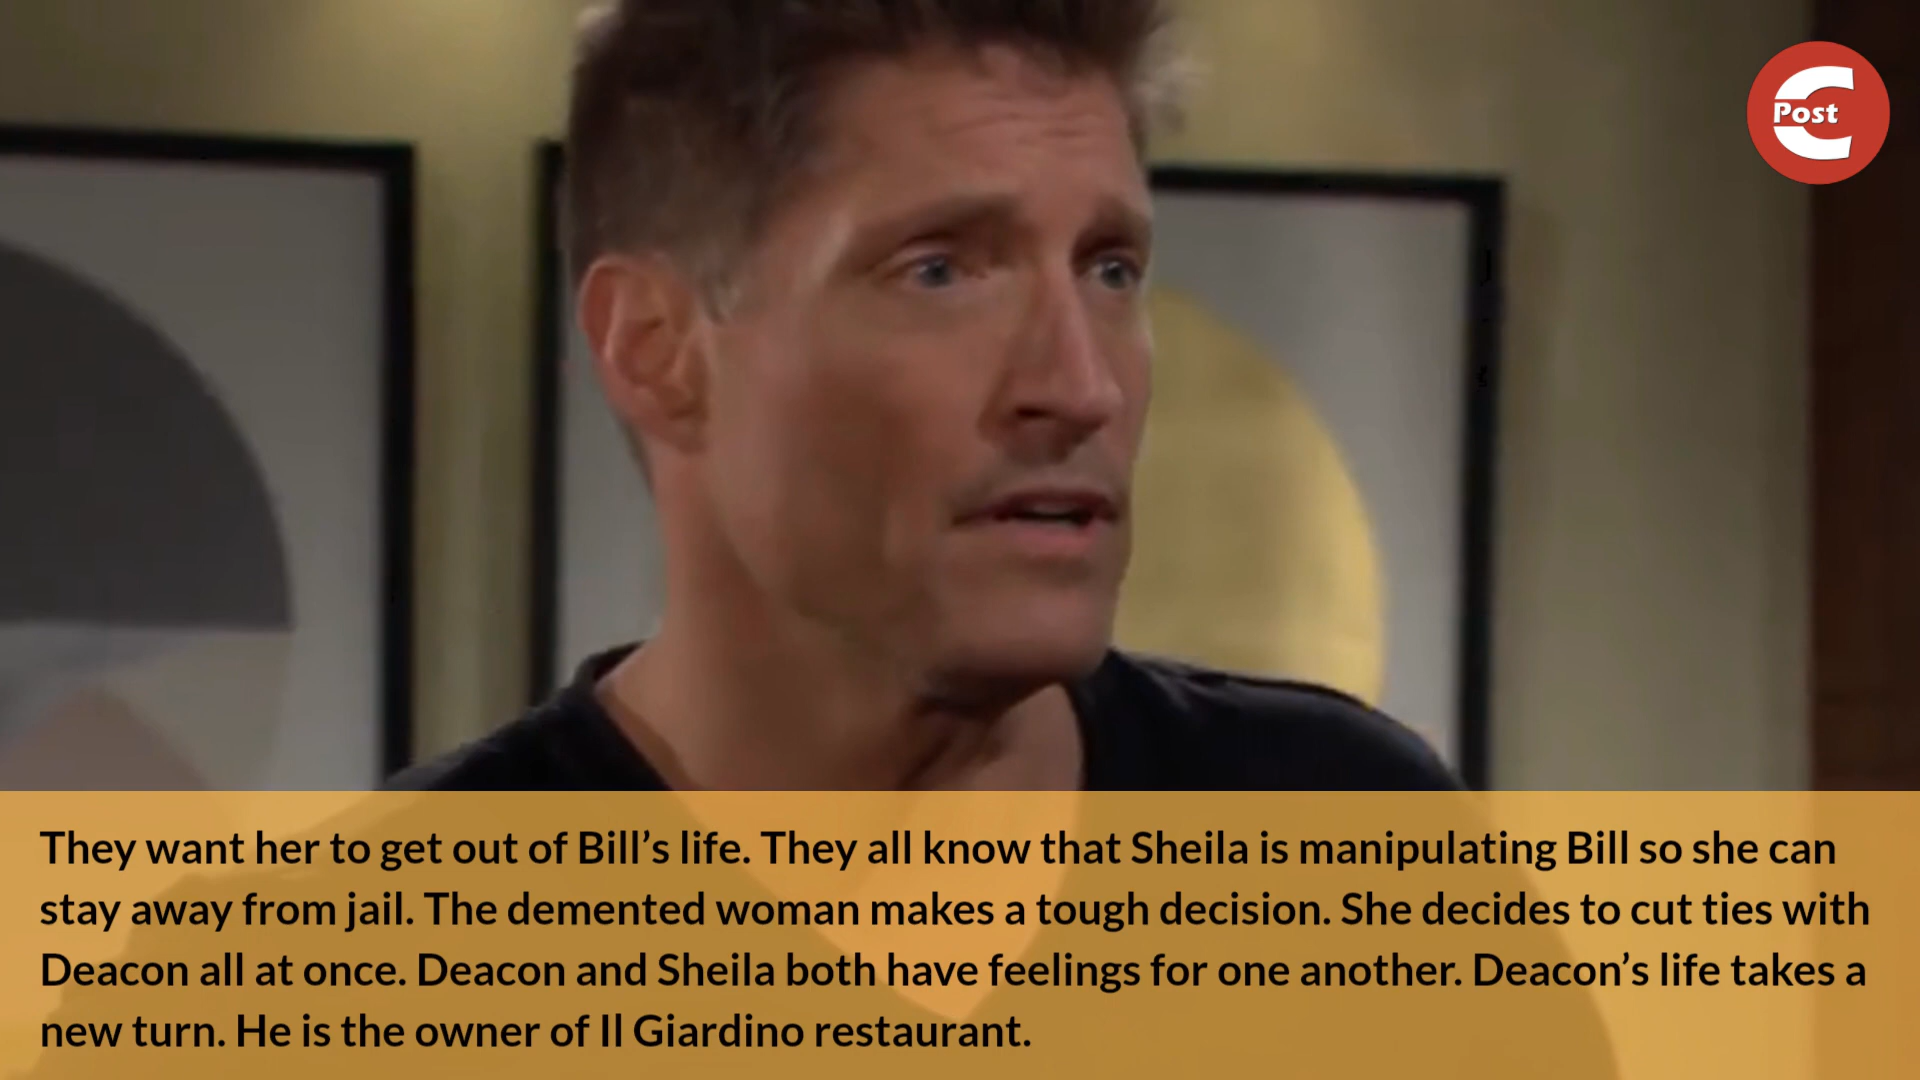 Post
They want her to get out of Bill’s life. They all know that Sheila is manipulating Bill so she can
stay away from jail. The demented woman makes a tough decision. She decides to cut ties with
Deacon all at once. Deacon and Sheila both have feelings for one another. Deacon’s life takes a
new turn. He is the owner of Il Giardino restaurant.